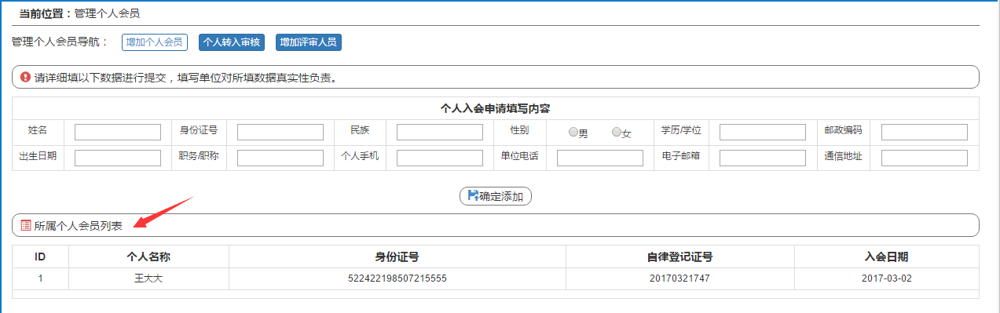 当前位置：管理个人会员
管理个人会员导航： 增加个人会员 个人转入审核 增加评审人员
请详细填以下数据进行提交，填写单位对所填数据真实性负责。
个人入会申请填写内容
姓名 身份证号 民族 性别 男 女 学历/学位 邮政编码
出生日期 职务/职称 个人手机 单位电话 电子邮箱 通信地址
确定添加
所属个人会员列表
ID 个人名称 身份证号 自律登记证号 入会日期
1 王大大 522422198507215555 20170321747 2017-03-02